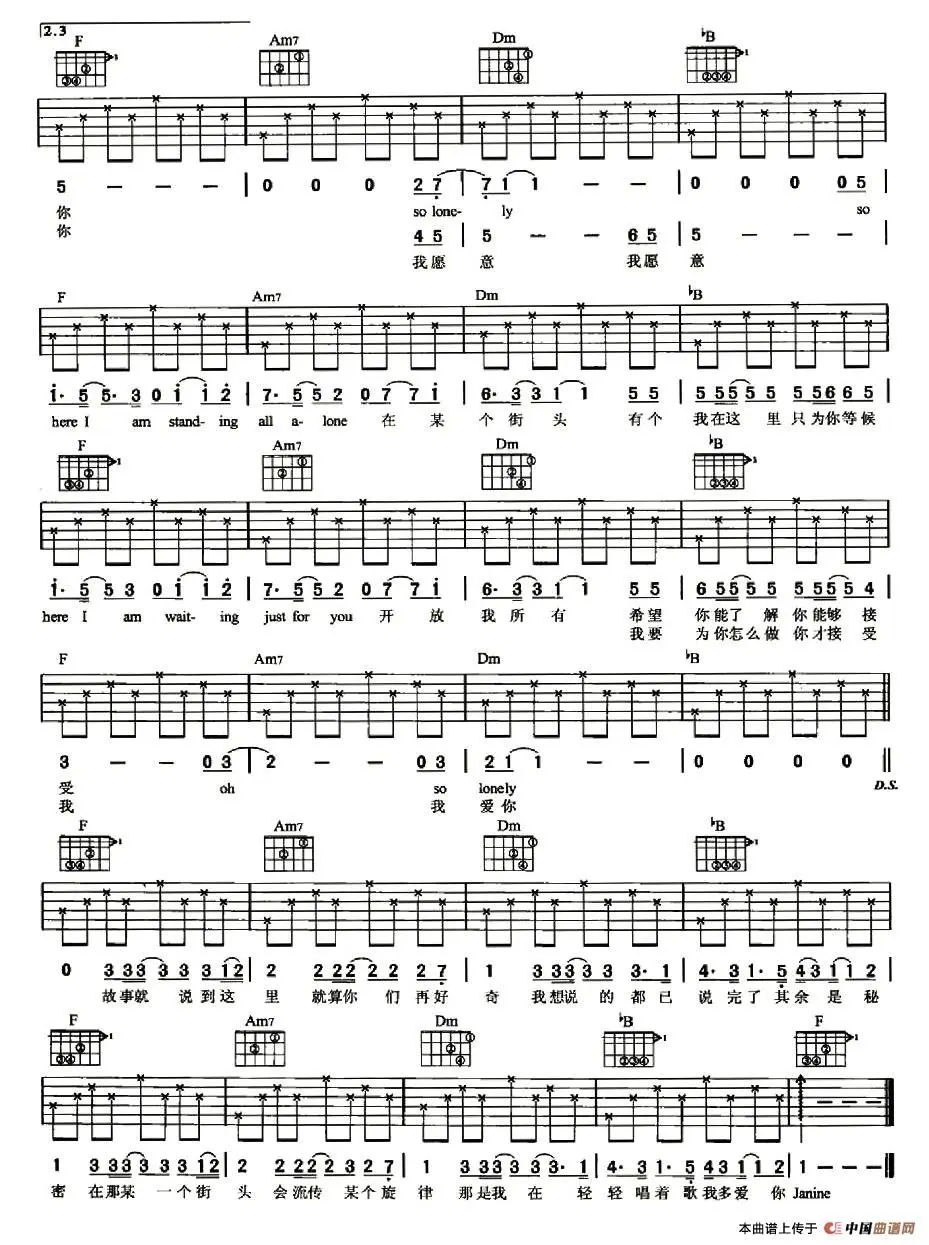 2.3
F Am7 Dm ♭B
5 — — — | 0 0 0 2 7 | 7 1 1 — — | 0 0 0 0 5 |
你 so lone- ly so
你 4 5 | 5 — — 6 5 | 5 — — — |
我愿 意 我愿 意
F Am7 Dm ♭B
i· 5 5· 3 0 i i 2 | 7· 5 5 2 0 7 7 i | 6· 3 3 1 1 5 5 | 5 5 5 5 5 5 6 6 5 |
here I am stand- ing all a- lone 在 某 个 街 头 有个 我在这 里 只为你等候
F Am7 Dm ♭B
i· 5 5 3 0 i i 2 | 7· 5 5 2 0 7 7 i | 6· 3 3 1 1 5 5 | 6 5 5 5 5 5 5 5 4 |
here I am wait- ing just for you 开 放 我 所 有 希望 你能了 解 你能够 接
我要 为你怎么做 你才接 受
F Am7 Dm ♭B
3 — — 0 3 | 2 — — 0 3 | 2 1 1 — — | 0 0 0 0 ‖
受 oh so lonely D.S.
我 我 爱你
F Am7 Dm ♭B
0 3 3 3 3 3 1 2 | 2 2 2 2 2 2 2 7 | 1 3 3 3 3 3 3· 1 | 4· 3 1· 5 4 3 1 1 2 |
故事就 说到这 里 就算你 们 再好 奇 我想说 的 都已 说完了 其余 是 秘
F Am7 Dm ♭B F
1 3 3 3 3 3 3 1 2 | 2 2 2 2 2 3 2 7 | 1 3 3 3 3 3 3· 1 | 4· 3 1· 5 4 3 1 1 2 | 1 — — —
密 在那某 一个街 头 会流传 某个旋 律 那是我 在 轻 轻唱着 歌我多爱 你 Janine
本曲谱上传于 中国曲谱网